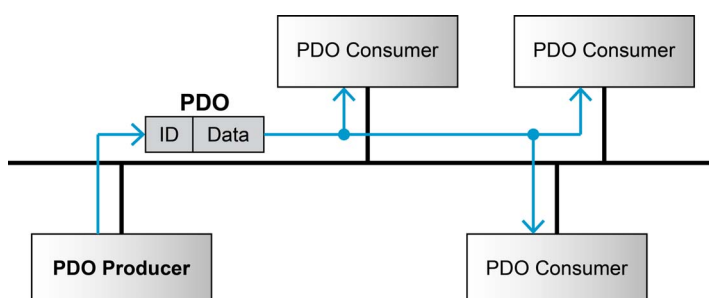 PDO Consumer
PDO Consumer
PDO
ID
Data
PDO Producer
PDO Consumer